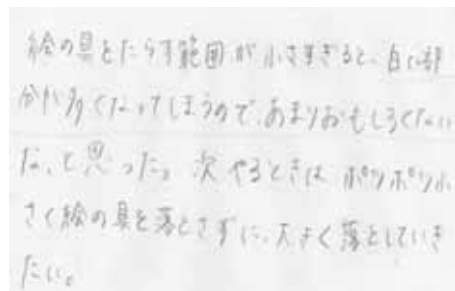 絵の具をたらす範囲が小さすぎると、白い部
分が多くなってしまうので、あまりおもしろくない
な、と思った。次やるときはポツポツ小
さく絵の具を落とさずに、大きく落としていき
たい。